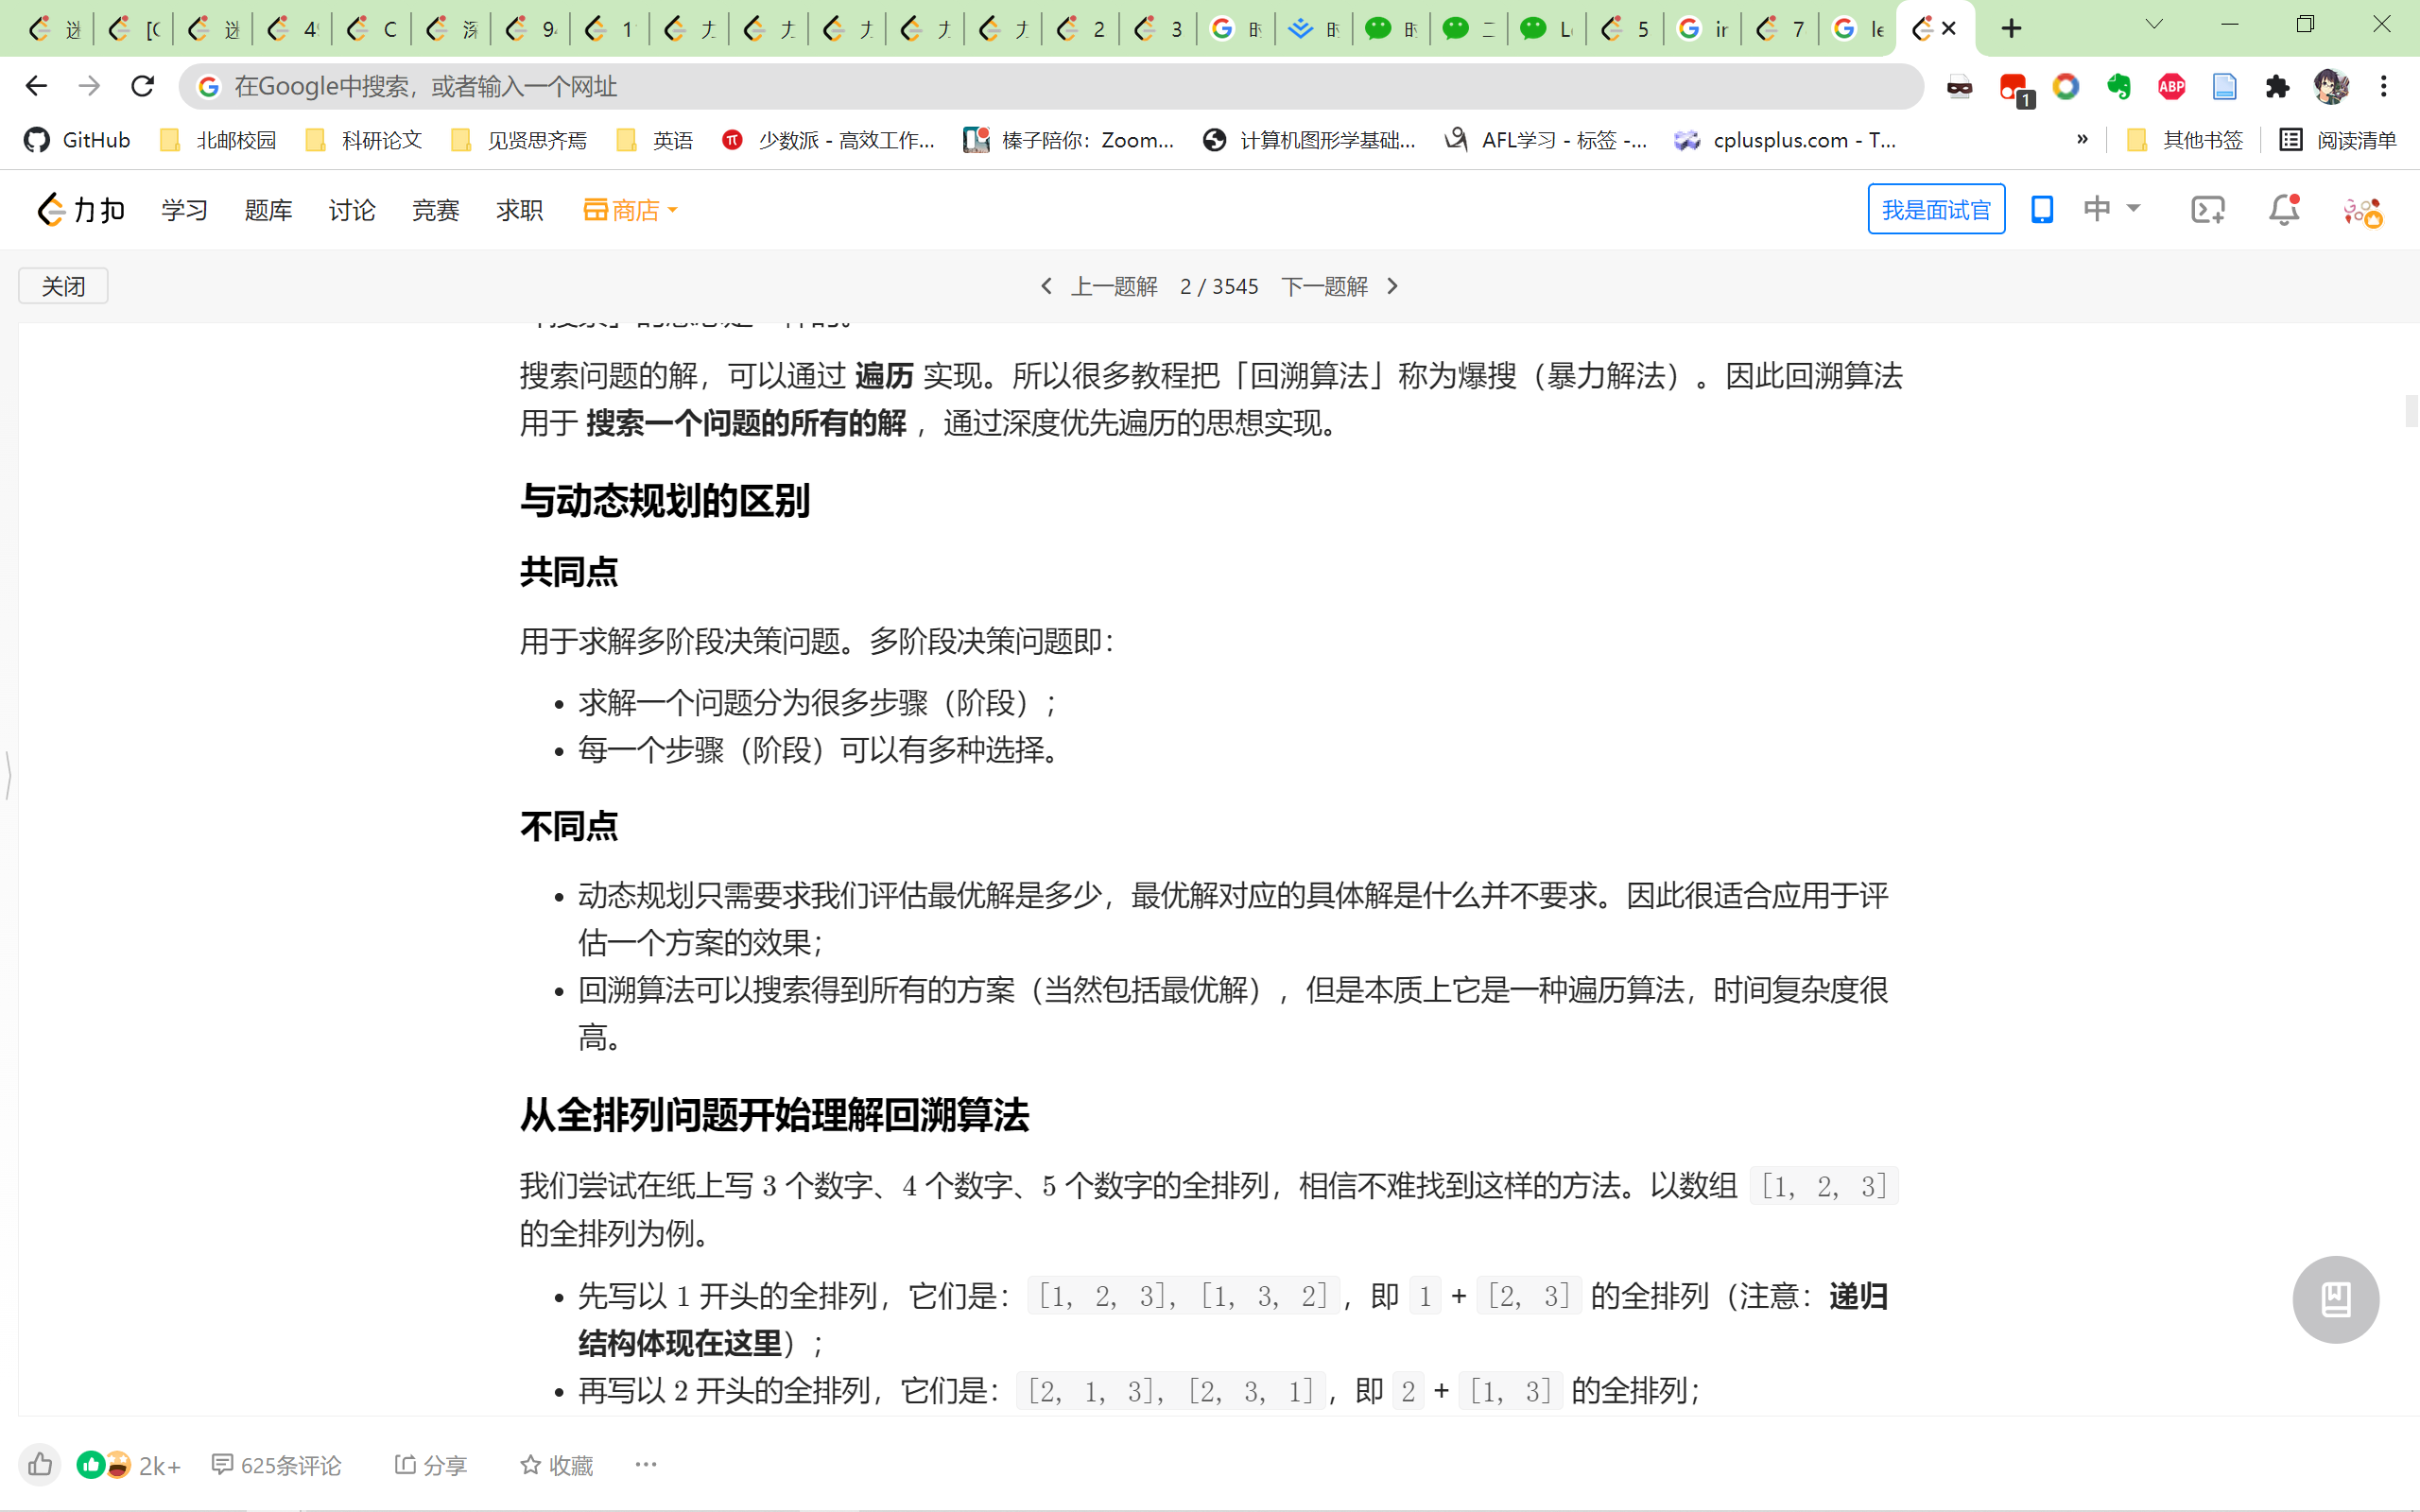 迷 [C 迷 49 C 深 94 1 力 力 力 力 力 2 3 时 时 时 二 L 5 ir 7 le
在Google中搜索，或者输入一个网址
1
GitHub 北邮校园 科研论文 见贤思齐焉 英语 少数派 - 高效工作... 榛子陪你：Zoom... 计算机图形学基础... AFL学习 - 标签 -... cplusplus.com - T... » 其他书签 阅读清单
力扣 学习 题库 讨论 竞赛 求职 商店 我是面试官 中
关闭 上一题解 2 / 3545 下一题解
搜索问题的解，可以通过 遍历 实现。所以很多教程把「回溯算法」称为爆搜（暴力解法）。因此回溯算法
用于 搜索一个问题的所有的解 ，通过深度优先遍历的思想实现。
与动态规划的区别
共同点
用于求解多阶段决策问题。多阶段决策问题即：
• 求解一个问题分为很多步骤（阶段）；
• 每一个步骤（阶段）可以有多种选择。
不同点
• 动态规划只需要求我们评估最优解是多少，最优解对应的具体解是什么并不要求。因此很适合应用于评
估一个方案的效果；
• 回溯算法可以搜索得到所有的方案（当然包括最优解），但是本质上它是一种遍历算法，时间复杂度很
高。
从全排列问题开始理解回溯算法
我们尝试在纸上写 3 个数字、4 个数字、5 个数字的全排列，相信不难找到这样的方法。以数组 [1, 2, 3]
的全排列为例。
• 先写以 1 开头的全排列，它们是：[1, 2, 3], [1, 3, 2]，即 1 + [2, 3] 的全排列（注意：递归
结构体现在这里）；
• 再写以 2 开头的全排列，它们是：[2, 1, 3], [2, 3, 1]，即 2 + [1, 3] 的全排列；
2k+ 625条评论 分享 收藏 ···